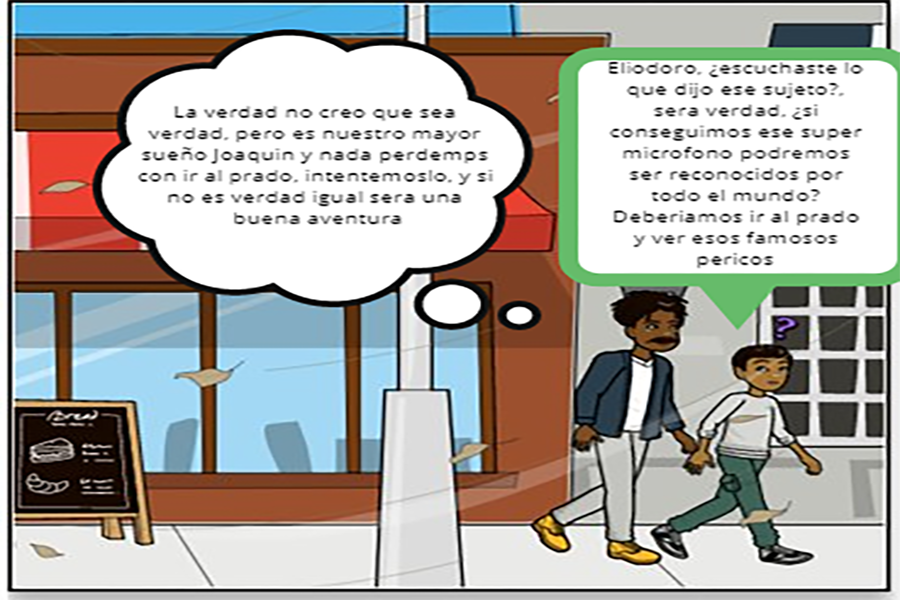 La verdad no creo que sea
verdad, pero es nuestro mayor
sueño Joaquin y nada perdemps
con ir al prado, intentemoslo, y si
no es verdad igual sera una
buena aventura
Eliodoro, ¿escuchaste lo
que dijo ese sujeto?,
sera verdad, ¿si
conseguimos ese super
microfono podremos
ser reconocidos por
todo el mundo?
Deberiamos ir al prado
y ver esos famosos
pericos
?
Bread